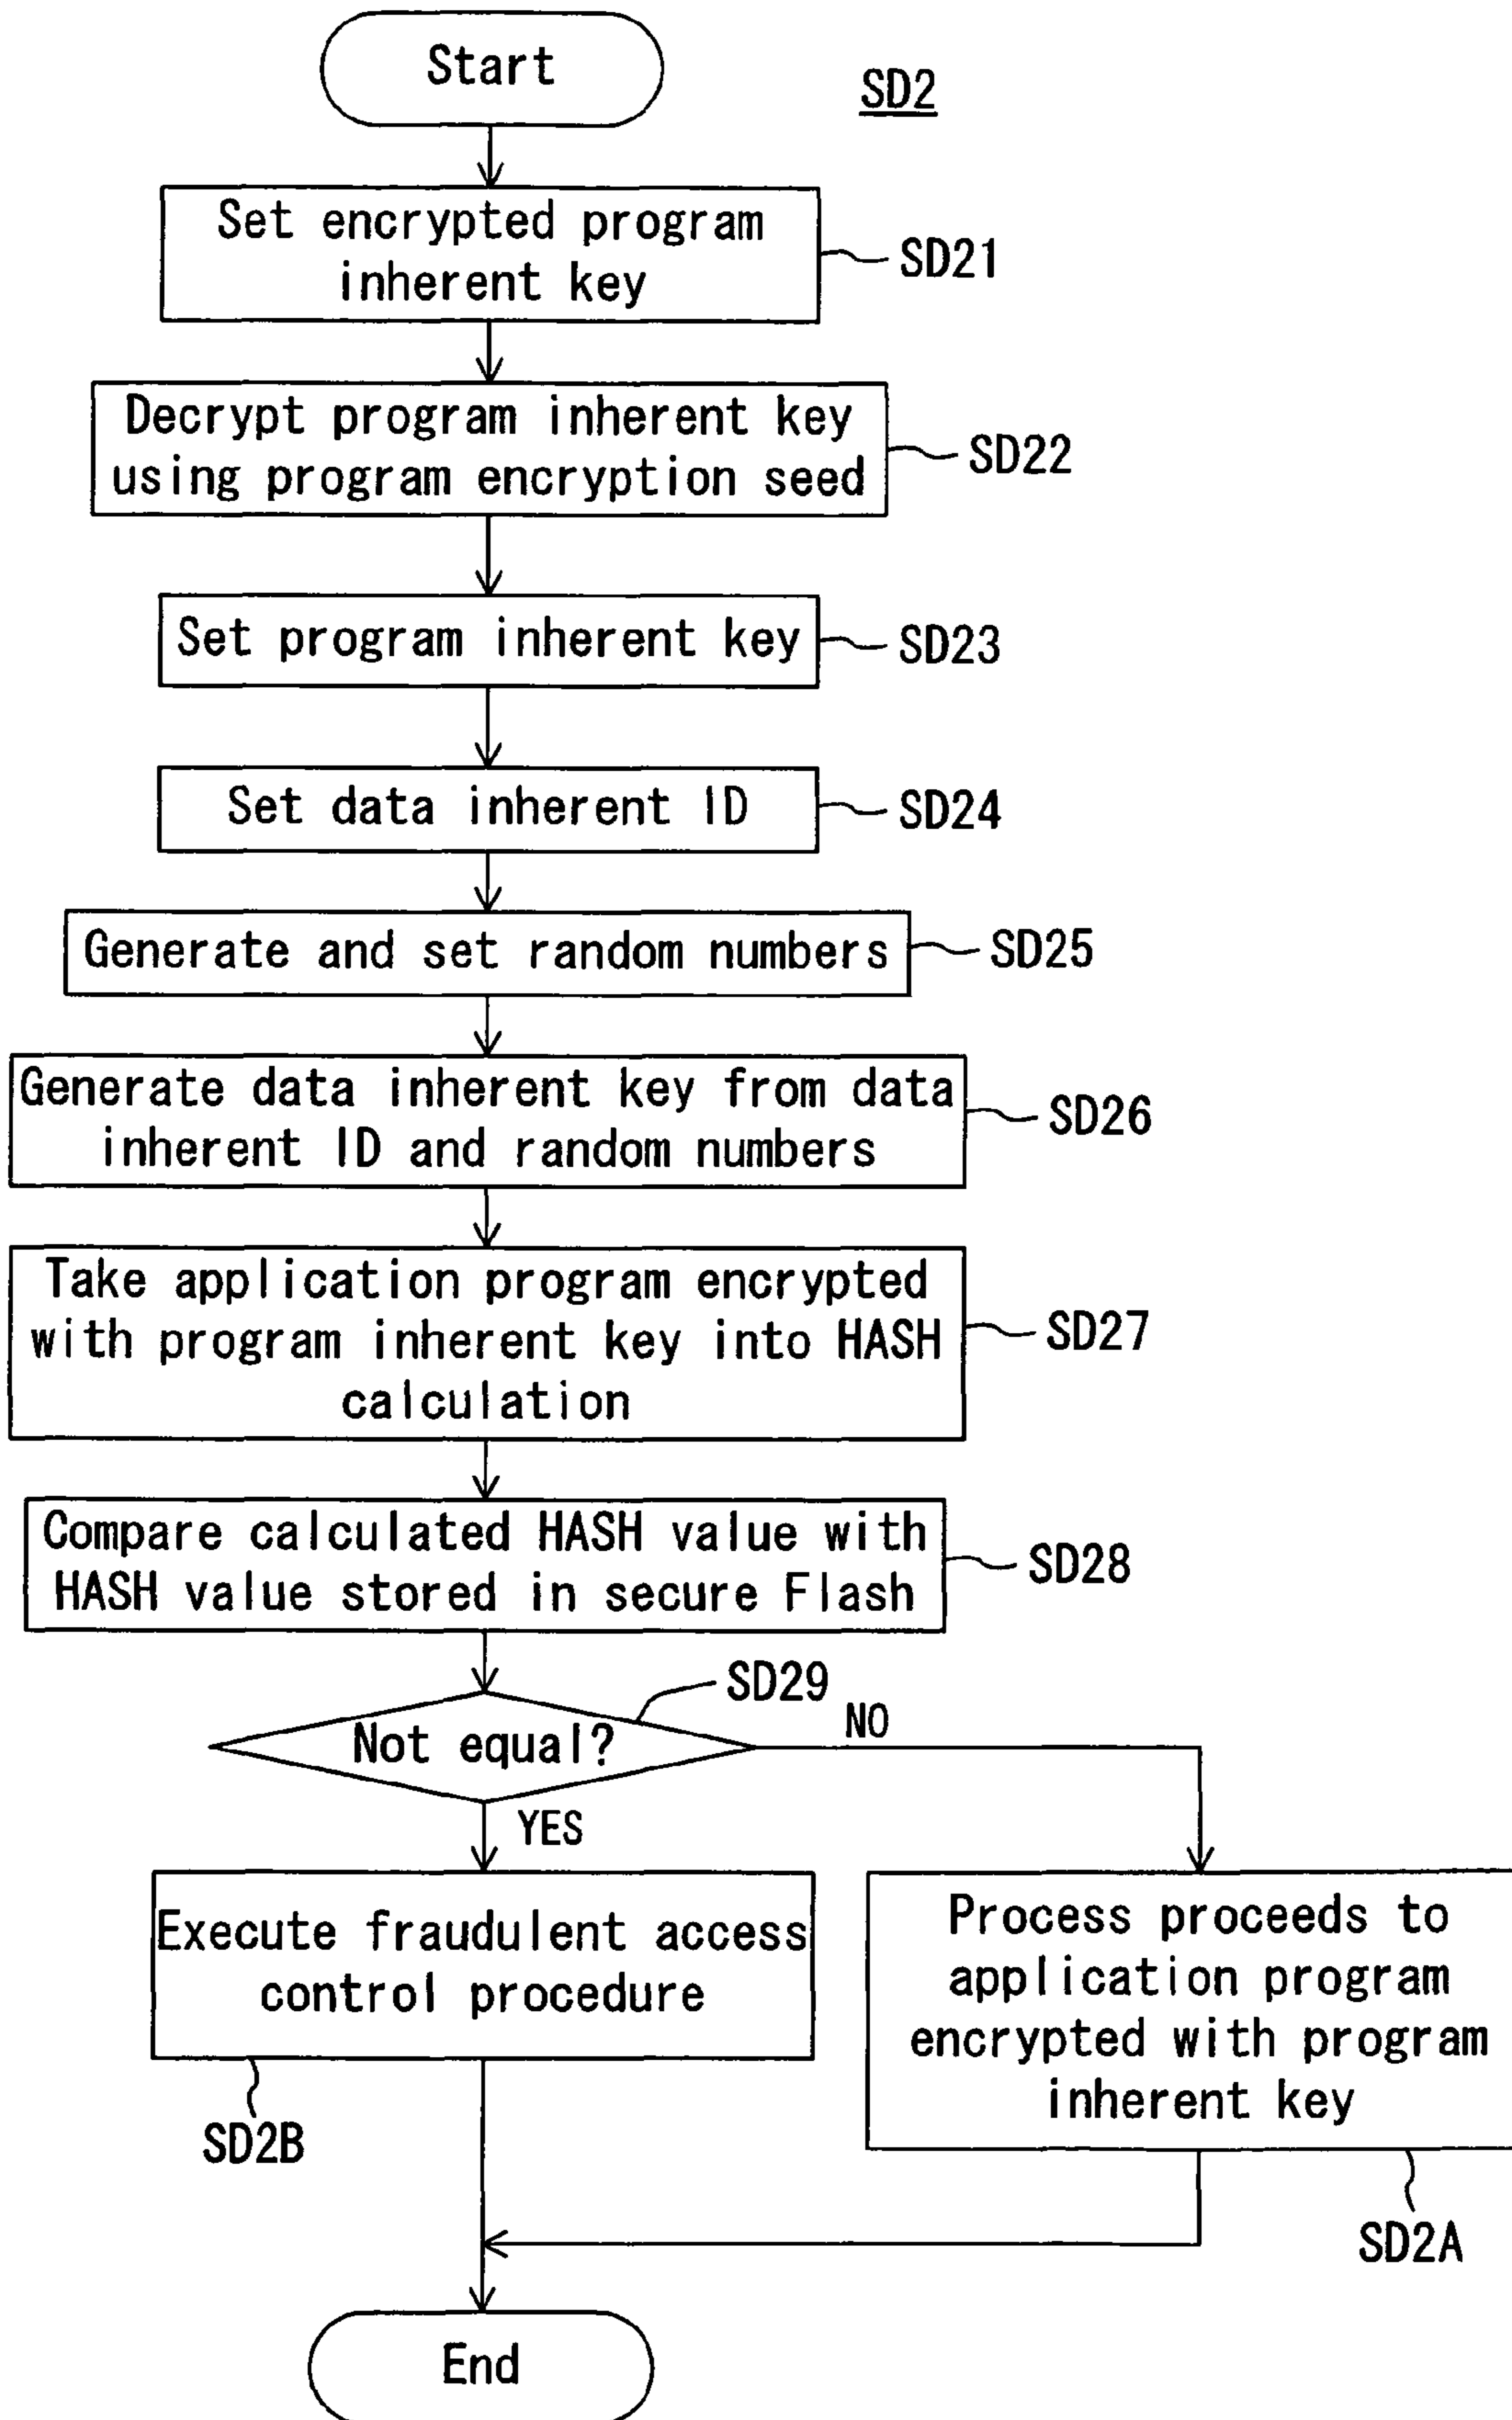 Start
SD2
Set encrypted program
inherent key
SD21
Decrypt program inherent key
using program encryption seed
SD22
Set program inherent key
SD23
Set data inherent ID
SD24
Generate and set random numbers
SD25
Generate data inherent key from data
inherent ID and random numbers
SD26
Take application program encrypted
with program inherent key into HASH
calculation
SD27
Compare calculated HASH value with
HASH value stored in secure Flash
SD28
SD29
Not equal?
NO
YES
Execute fraudulent access
control procedure
SD2B
Process proceeds to
application program
encrypted with program
inherent key
SD2A
End